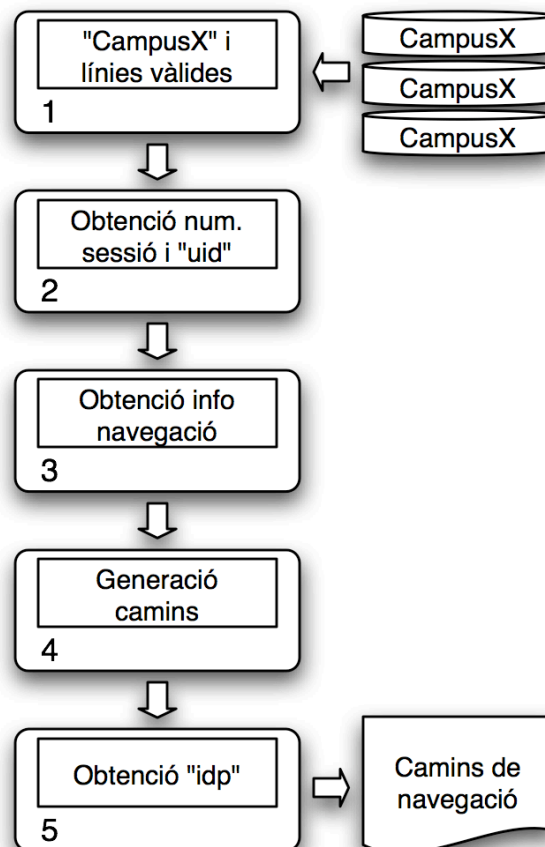 "CampusX" i
línies vàlides
1
CampusX
CampusX
CampusX
Obtenció num.
sessió i "uid"
2
Obtenció info
navegació
3
Generació
camins
4
Obtenció "idp"
5
Camins de
navegació